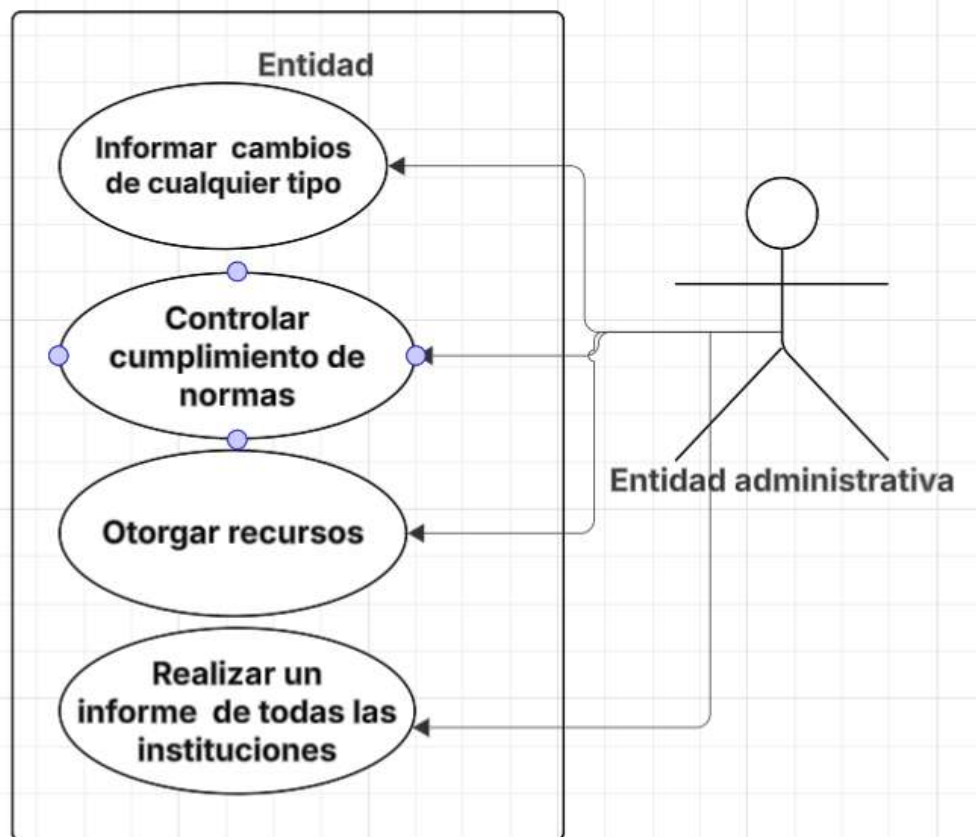 Entidad
Informar cambios
de cualquier tipo
Controlar
cumplimiento de
normas
Entidad administrativa
Otorgar recursos
Realizar un
informe de todas las
instituciones